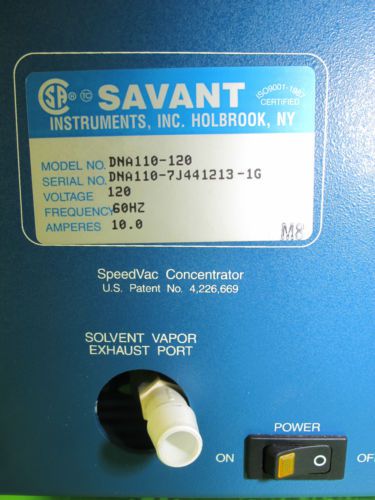 SA ® TC SAVANT
ISO9001-1987
CERTIFIED
INSTRUMENTS, INC. HOLBROOK, NY
MODEL NO. DNA110-120
SERIAL NO. DNA110-7J441213-1G
VOLTAGE 120
FREQUENCY 60HZ
AMPERES 10.0
M8
SpeedVac Concentrator
U.S. Patent No. 4,226,669
SOLVENT VAPOR
EXHAUST PORT
POWER
ON